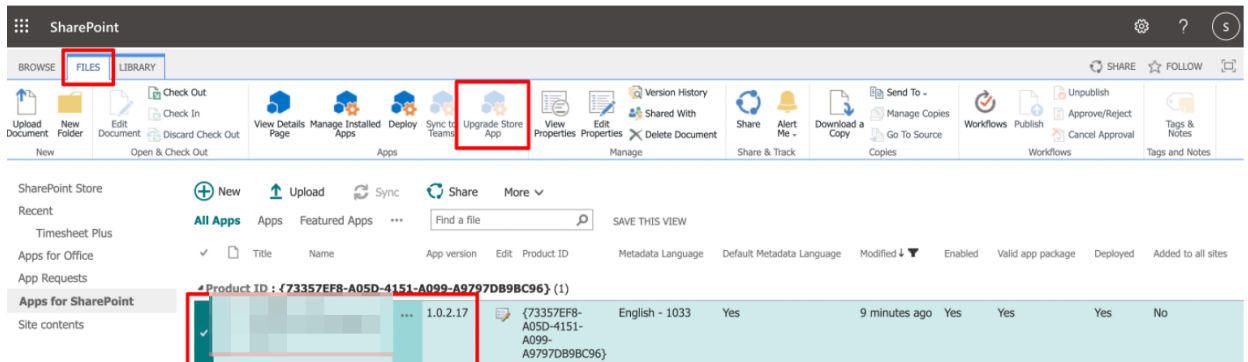 SharePoint
?
S
BROWSE FILES LIBRARY
SHARE FOLLOW
Upload Document
New Folder
New
Edit Document
Check Out
Check In
Discard Check Out
Open & Check Out
View Details Page
Manage Installed Apps
Deploy
Sync to Teams
Upgrade Store App
Apps
View Properties
Edit Properties
Version History
Shared With
Delete Document
Manage
Share
Alert Me
Share & Track
Download a Copy
Send To
Manage Copies
Go To Source
Copies
Workflows
Publish
Unpublish
Approve/Reject
Cancel Approval
Workflows
Tags & Notes
Tags and Notes
SharePoint Store
Recent
Timesheet Plus
Apps for Office
App Requests
Apps for SharePoint
Site contents
New Upload Sync Share More
All Apps Apps Featured Apps ••• Find a file SAVE THIS VIEW
Title Name App version Edit Product ID Metadata Language Default Metadata Language Modified Enabled Valid app package Deployed Added to all sites
Product ID : {73357EF8-A05D-4151-A099-A9797DB9BC96} (1)
••• 1.0.2.17 {73357EF8- English - 1033 Yes 9 minutes ago Yes Yes Yes No
A05D-4151-
A099-
A9797DB9BC96}